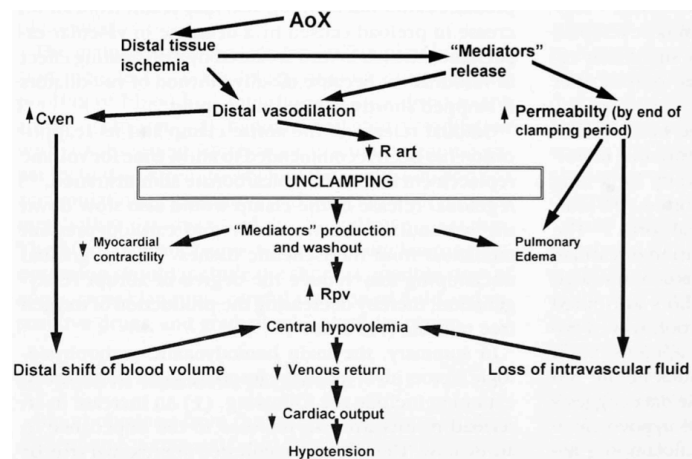 AoX
Distal tissue
ischemia
"Mediators"
release
Cven
Distal vasodilation
Permeabilty (by end of
clamping period)
R art
UNCLAMPING
Myocardial
contractility
"Mediators" production
and washout
Pulmonary
Edema
Rpv
Central hypovolemia
Distal shift of blood volume
Venous return
Loss of intravascular fluid
Cardiac output
Hypotension